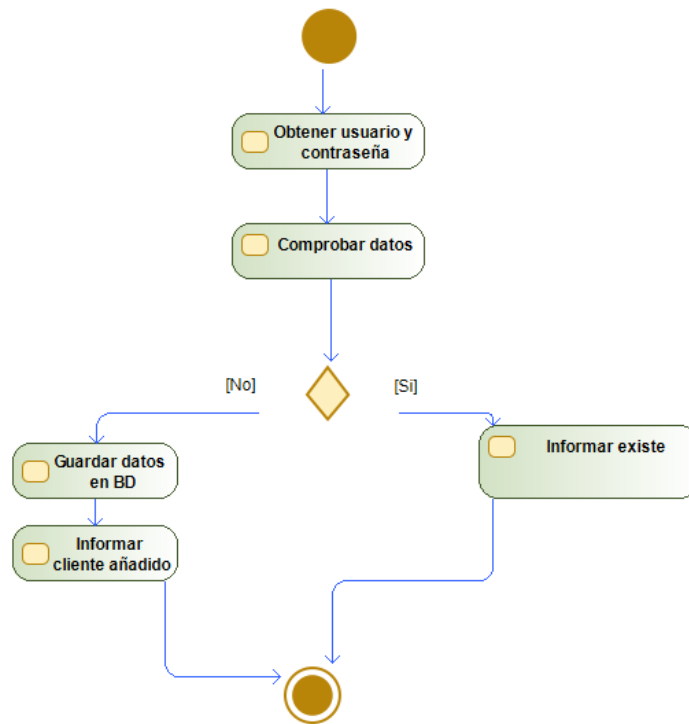 Obtener usuario y
contraseña
Comprobar datos
[No]
[Si]
Guardar datos
en BD
Informar existe
Informar
cliente añadido